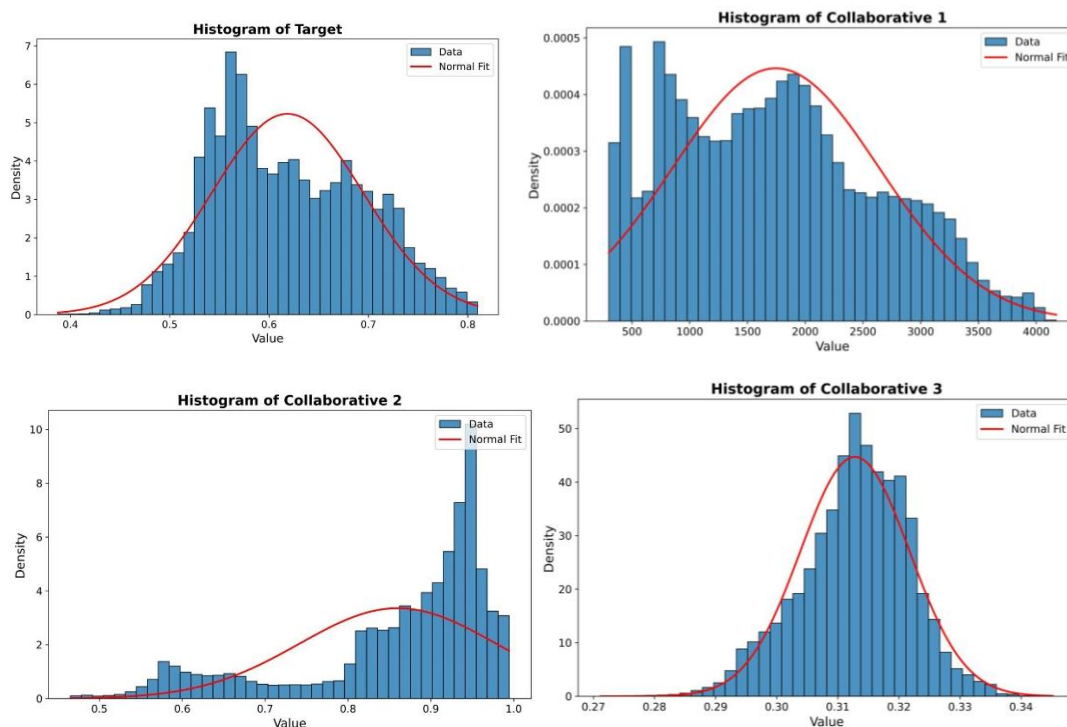 Histogram of Target
Data
Normal Fit
Density
7
6
5
4
3
2
1
0
0.4 0.5 0.6 0.7 0.8
Value
Histogram of Collaborative 1
Data
Normal Fit
Density
0.0005
0.0004
0.0003
0.0002
0.0001
0.0000
500 1000 1500 2000 2500 3000 3500 4000
Value
Histogram of Collaborative 2
Data
Normal Fit
Density
10
8
6
4
2
0
0.5 0.6 0.7 0.8 0.9 1.0
Value
Histogram of Collaborative 3
Data
Normal Fit
Density
50
40
30
20
10
0
0.27 0.28 0.29 0.30 0.31 0.32 0.33 0.34
Value